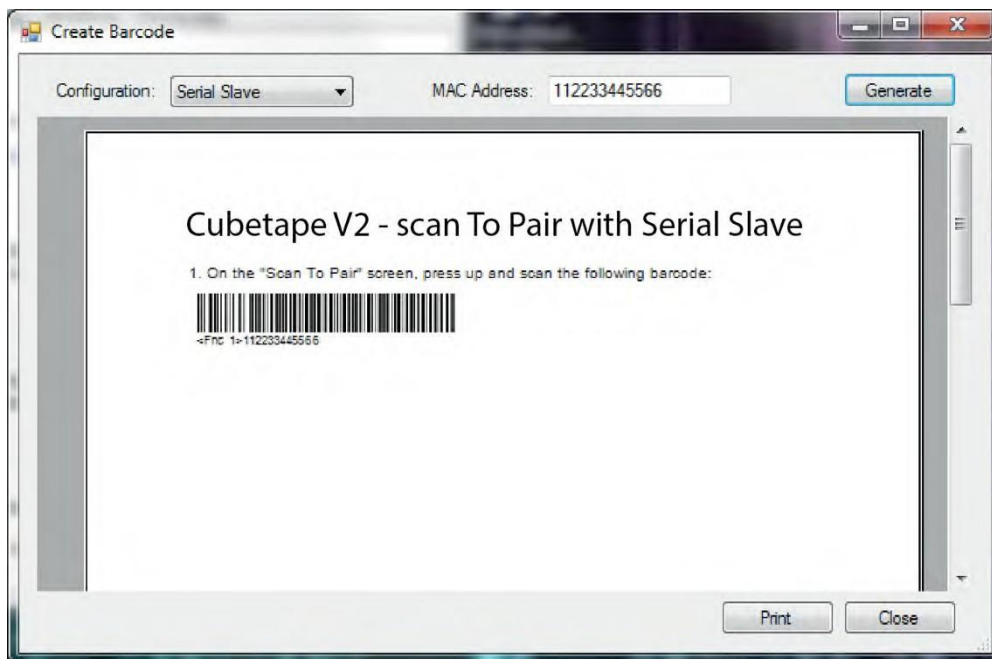 Create Barcode
Configuration: Serial Slave MAC Address: 112233445566 Generate
Cubetape V2 - scan To Pair with Serial Slave
1. On the "Scan To Pair" screen, press up and scan the following barcode:
<Fnc 1>112233445566
Print Close